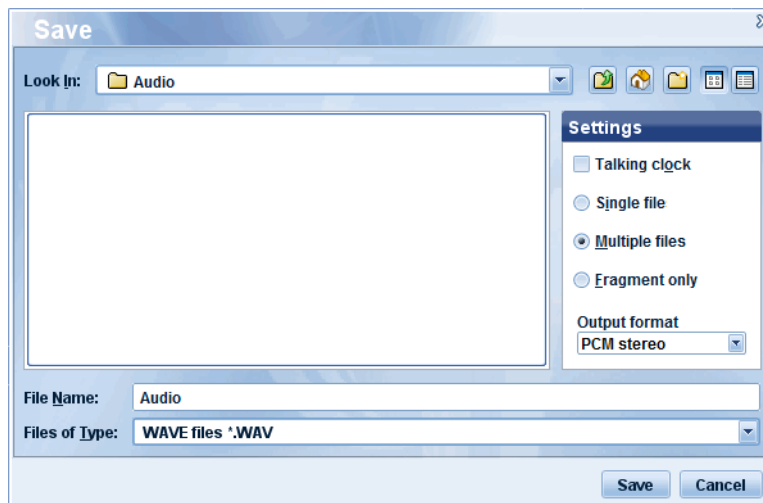 Save
Look In: Audio
Settings
Talking clock
Single file
Multiple files
Fragment only
Output format
PCM stereo
File Name: Audio
Files of Type: WAVE files *.WAV
Save Cancel